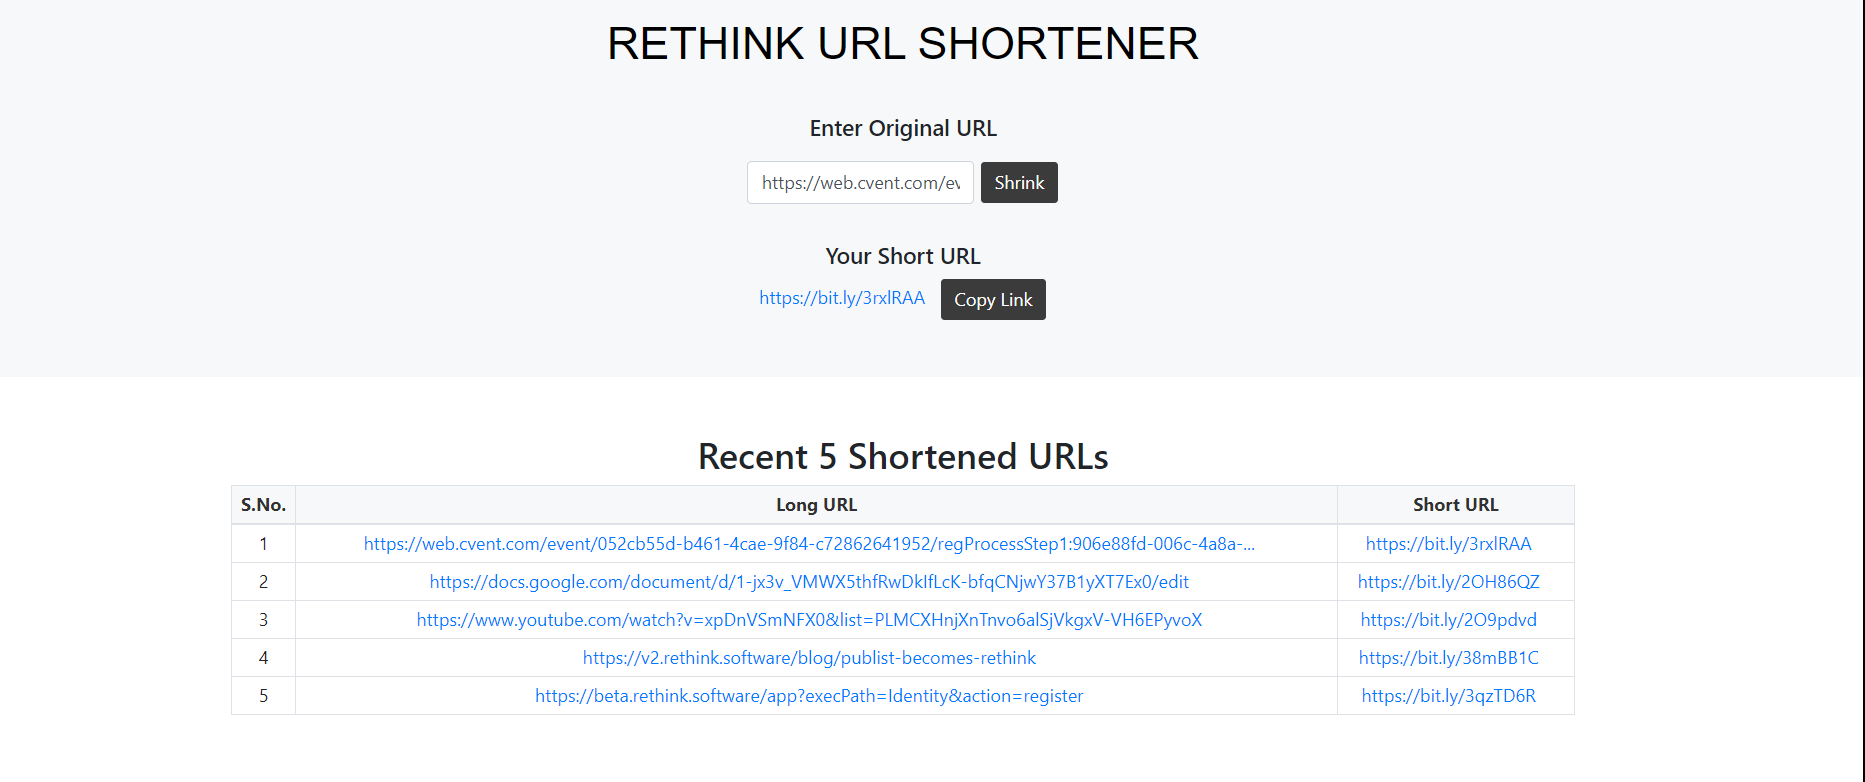 RETHINK URL SHORTENER
Enter Original URL
https://web.cvent.com/ev Shrink
Your Short URL
https://bit.ly/3rxlRAA Copy Link
Recent 5 Shortened URLs
S.No. Long URL Short URL
1 https://web.cvent.com/event/052cb55d-b461-4cae-9f84-c72862641952/regProcessStep1:906e88fd-006c-4a8a-... https://bit.ly/3rxlRAA
2 https://docs.google.com/document/d/1-jx3v_VMWX5thfRwDkIfLcK-bfqCNjwY37B1yXT7Ex0/edit https://bit.ly/2OH86QZ
3 https://www.youtube.com/watch?v=xpDnVSmNFX0&list=PLMCXHnjXnTnvo6alSjVkgxV-VH6EPyvoX https://bit.ly/2O9pdvd
4 https://v2.rethink.software/blog/publist-becomes-rethink https://bit.ly/38mBB1C
5 https://beta.rethink.software/app?execPath=Identity&action=register https://bit.ly/3qzTD6R